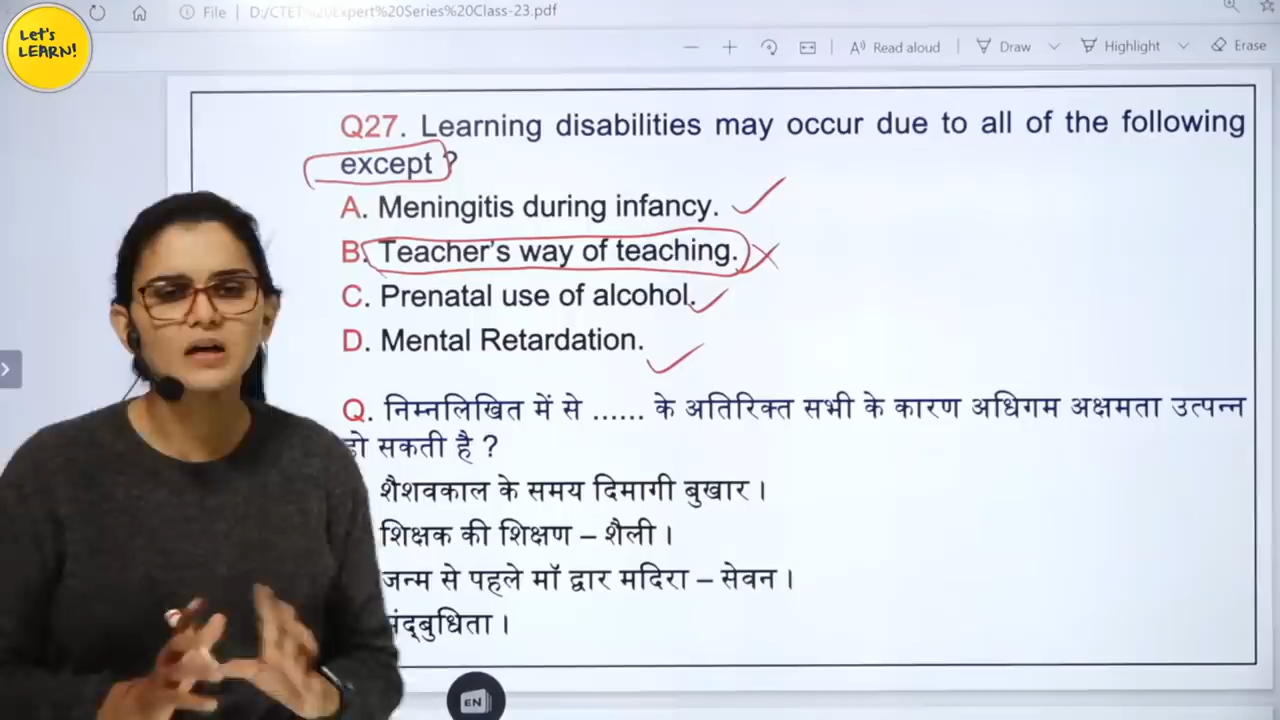 Let's
LEARN!
File | D:/CTET%20Expert%20Series%20Class-23.pdf
Read aloud | Draw Highlight Erase
Q27. Learning disabilities may occur due to all of the following
except ?
A. Meningitis during infancy.
B. Teacher's way of teaching.
C. Prenatal use of alcohol.
D. Mental Retardation.
Q. निम्नलिखित में से ...... के अतिरिक्त सभी के कारण अधिगम अक्षमता उत्पन्न
हो सकती है ?
शैशवकाल के समय दिमागी बुखार ।
शिक्षक की शिक्षण – शैली ।
जन्म से पहले माँ द्वार मदिरा – सेवन ।
मंद्बुधिता ।
EN